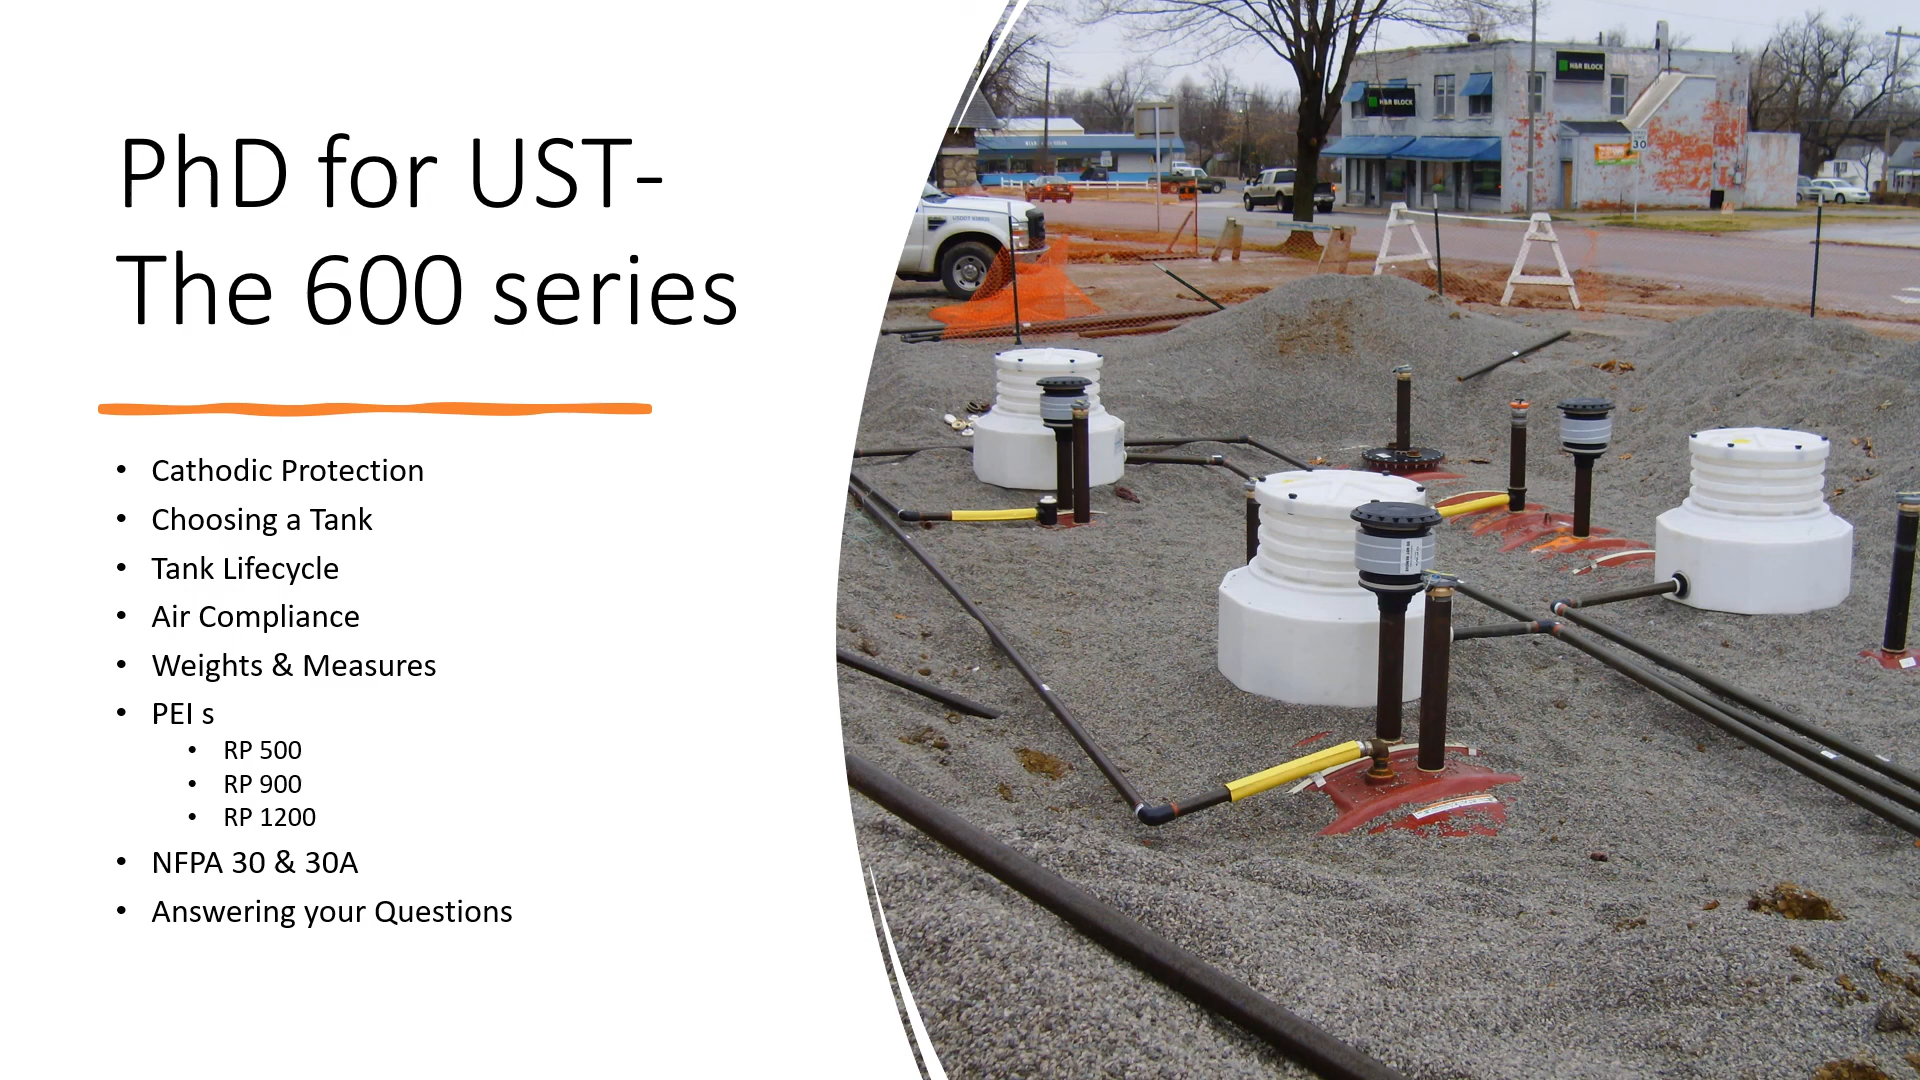 PhD for UST-
The 600 series
• Cathodic Protection
• Choosing a Tank
• Tank Lifecycle
• Air Compliance
• Weights & Measures
• PEI s
• RP 500
• RP 900
• RP 1200
• NFPA 30 & 30A
• Answering your Questions
H&R BLOCK
H&R BLOCK
30